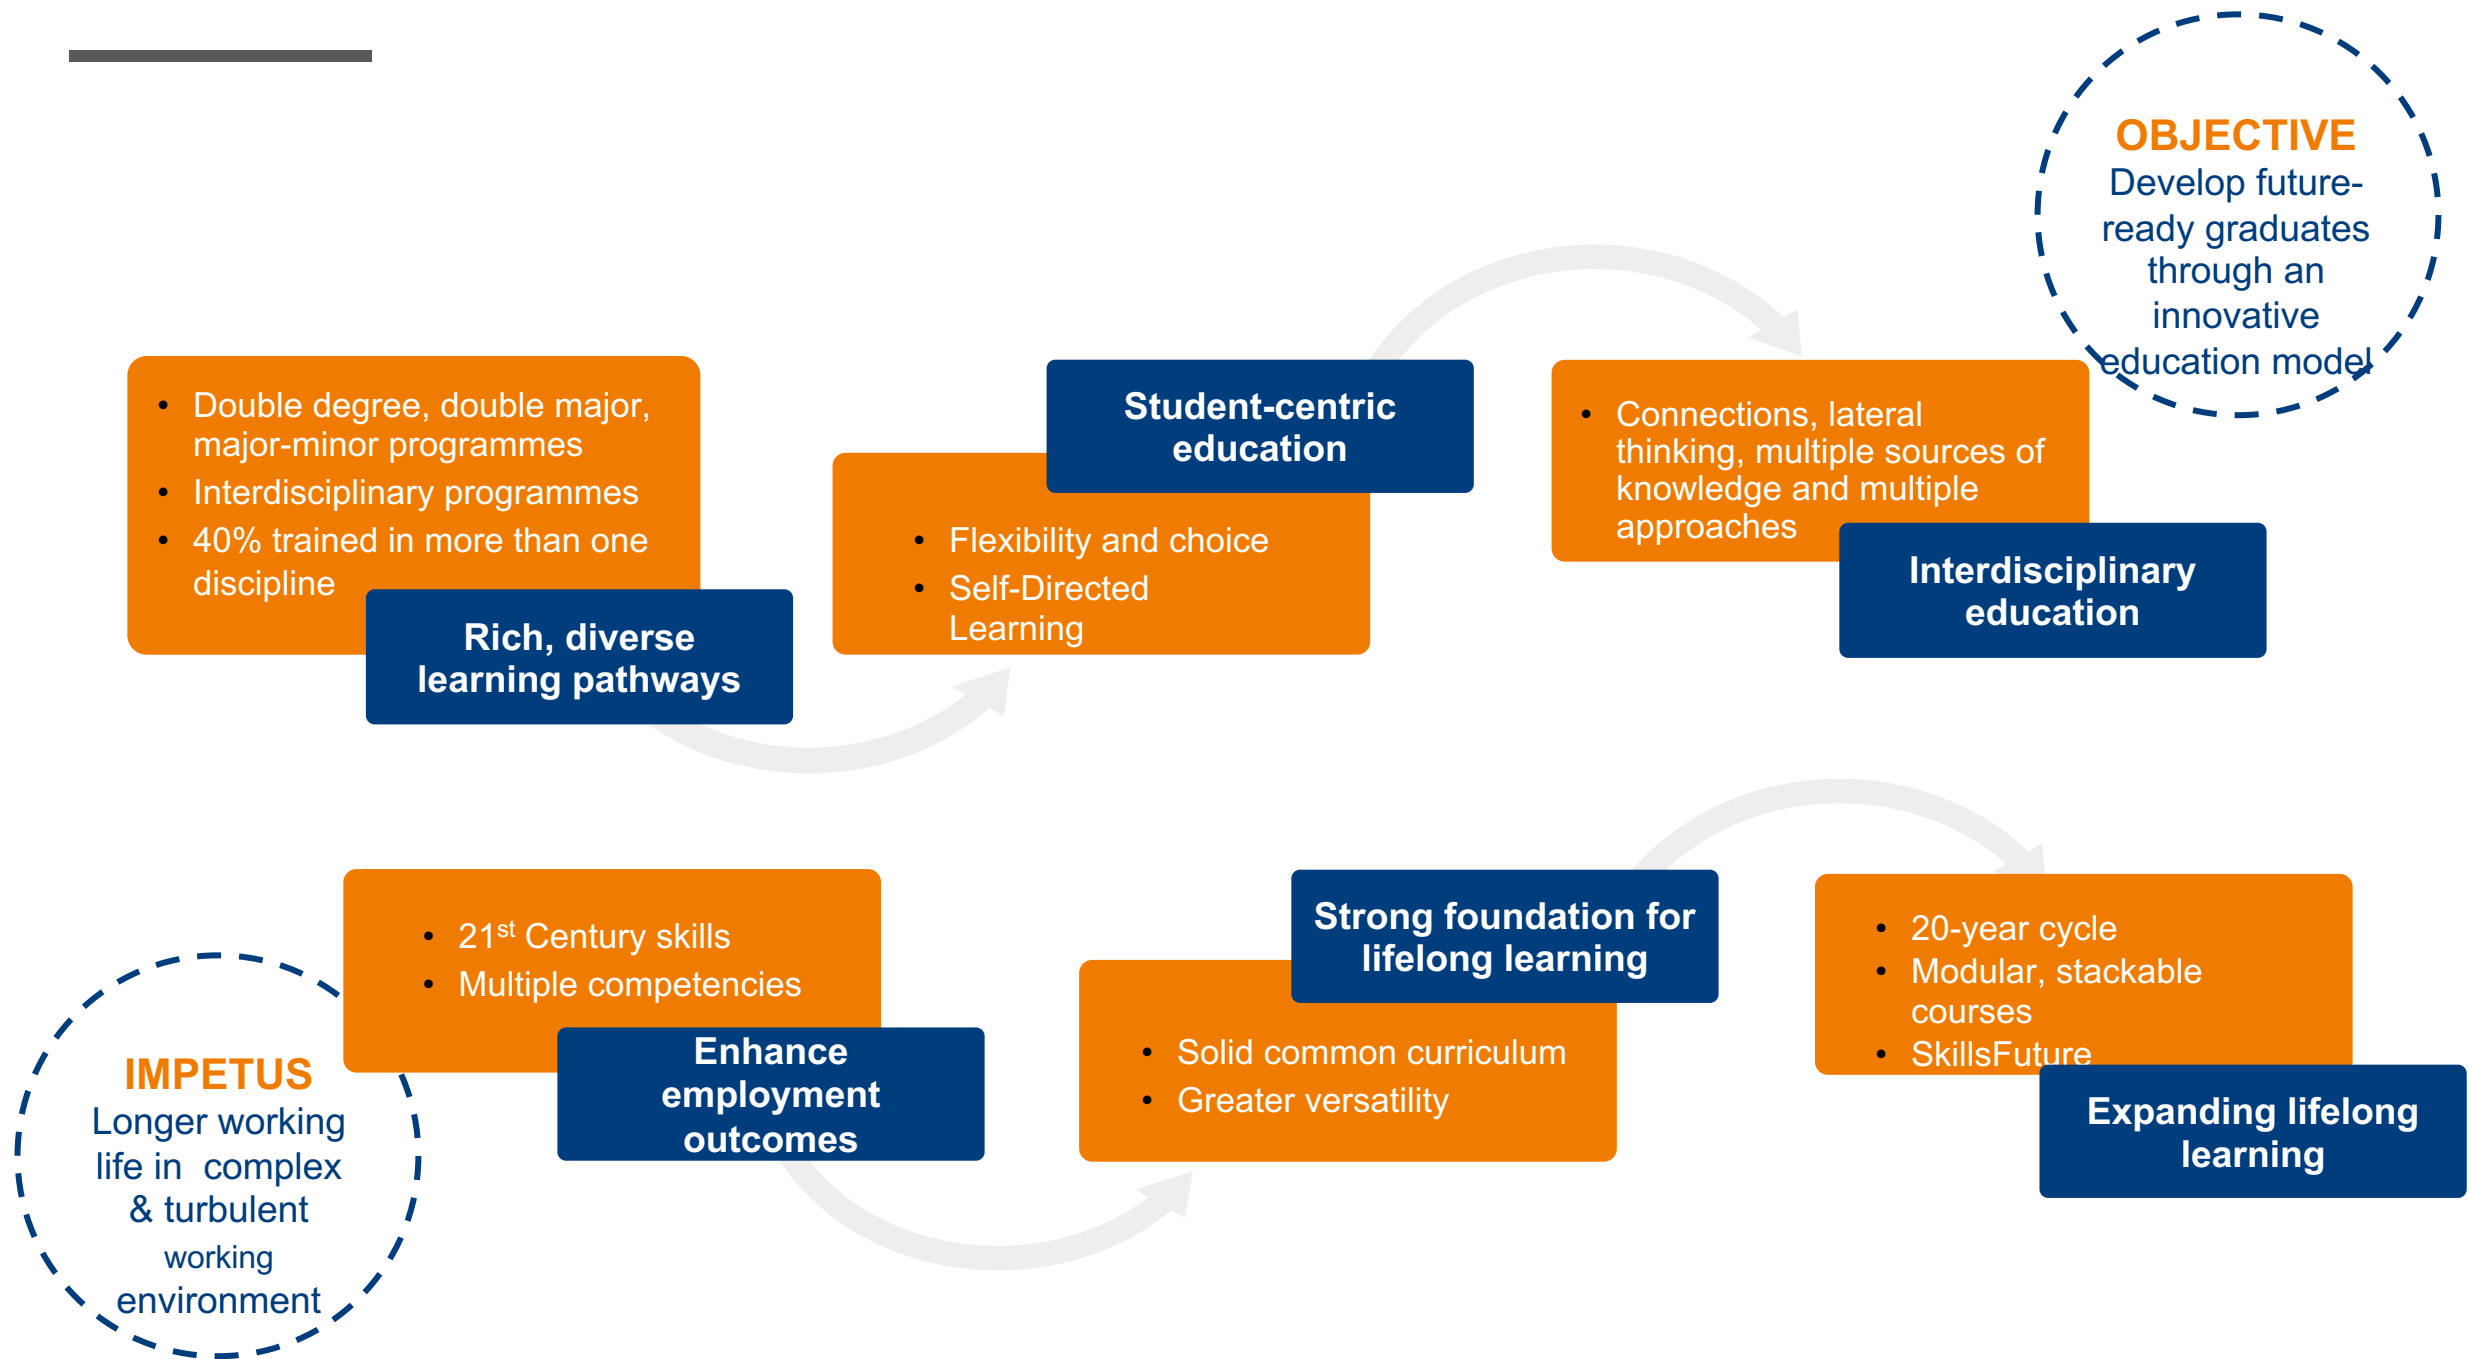 OBJECTIVE
Develop future-
ready graduates
through an
innovative
education model
• Double degree, double major,
major-minor programmes
• Interdisciplinary programmes
• 40% trained in more than one
discipline
Rich, diverse
learning pathways
Student-centric
education
• Flexibility and choice
• Self-Directed
Learning
• Connections, lateral
thinking, multiple sources of
knowledge and multiple
approaches
Interdisciplinary
education
IMPETUS
Longer working
life in complex
& turbulent
working
environment
• 21st Century skills
• Multiple competencies
Enhance
employment
outcomes
Strong foundation for
lifelong learning
• Solid common curriculum
• Greater versatility
• 20-year cycle
• Modular, stackable
courses
• SkillsFuture
Expanding lifelong
learning